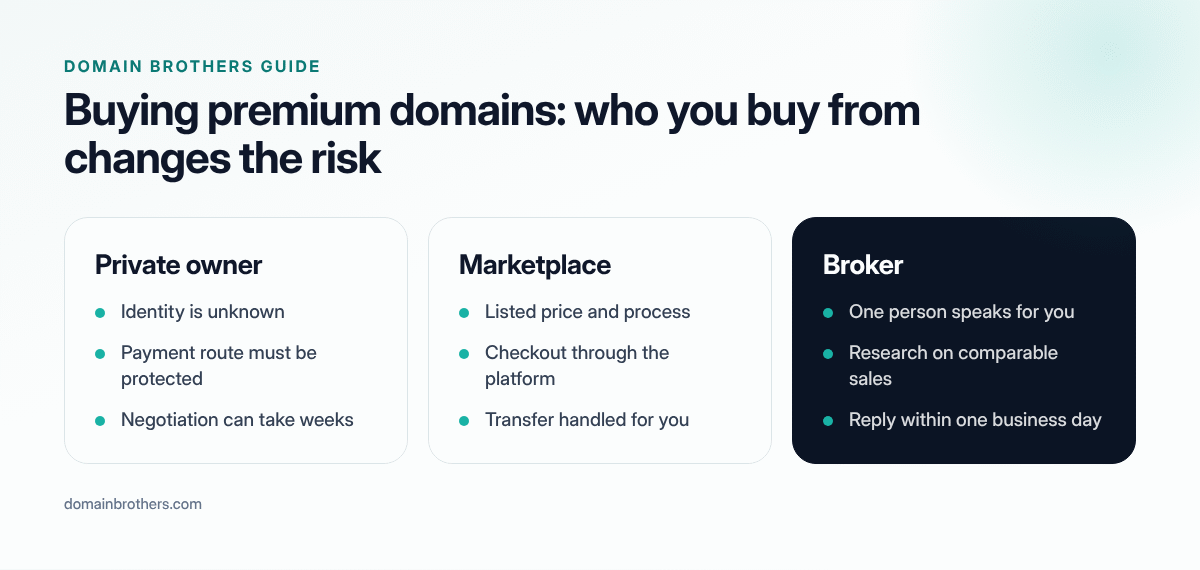 DOMAIN BROTHERS GUIDE
Buying premium domains: who you buy from
changes the risk
Private owner
Identity is unknown
Payment route must be
protected
Negotiation can take weeks
Marketplace
Listed price and process
Checkout through the
platform
Transfer handled for you
Broker
One person speaks for you
Research on comparable
sales
Reply within one business day
domainbrothers.com